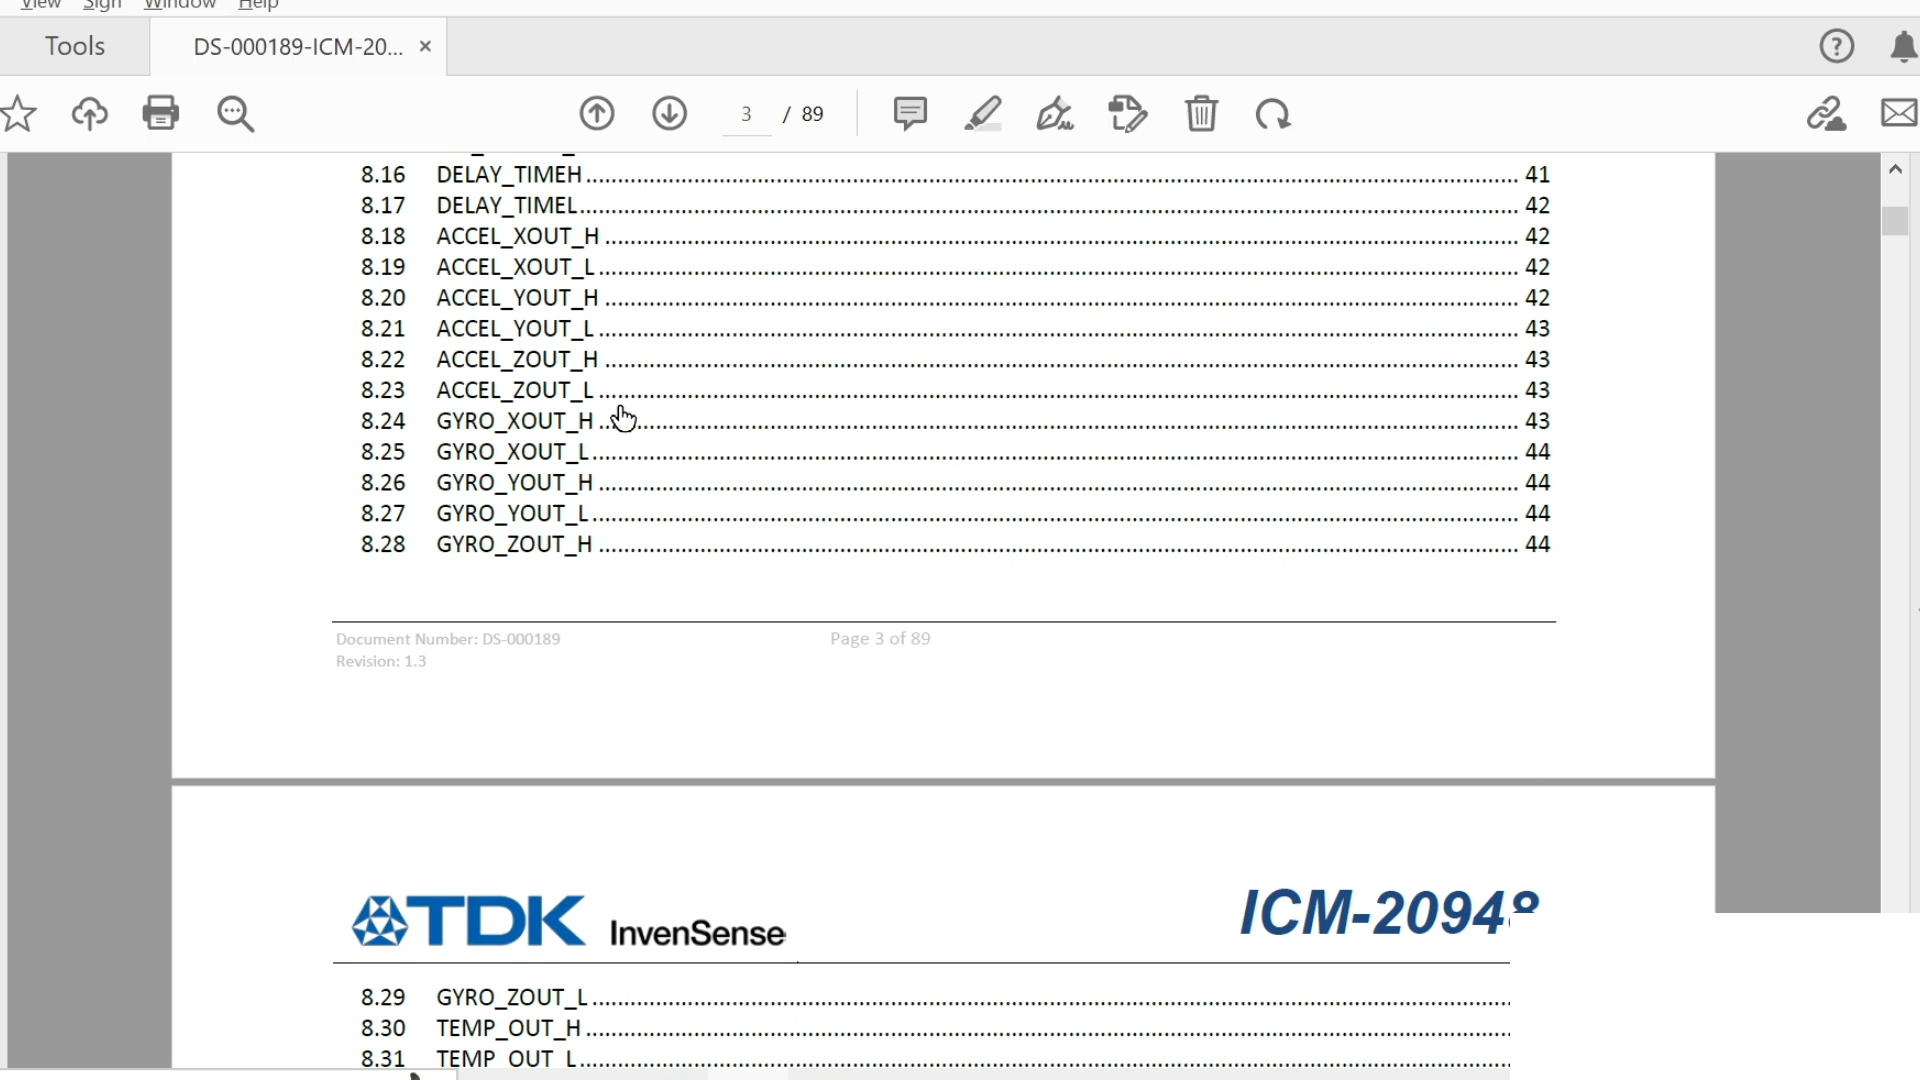 View Sign Window Help
Tools DS-000189-ICM-20... ×
3 / 89
8.16 DELAY_TIMEH 41
8.17 DELAY_TIMEL 42
8.18 ACCEL_XOUT_H 42
8.19 ACCEL_XOUT_L 42
8.20 ACCEL_YOUT_H 42
8.21 ACCEL_YOUT_L 43
8.22 ACCEL_ZOUT_H 43
8.23 ACCEL_ZOUT_L 43
8.24 GYRO_XOUT_H 43
8.25 GYRO_XOUT_L 44
8.26 GYRO_YOUT_H 44
8.27 GYRO_YOUT_L 44
8.28 GYRO_ZOUT_H 44
Document Number: DS-000189 Page 3 of 89
Revision: 1.3
TDK InvenSense ICM-20948
8.29 GYRO_ZOUT_L
8.30 TEMP_OUT_H
8.31 TEMP_OUT_L